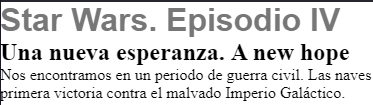 Star Wars. Episodio IV
Una nueva esperanza. A new hope
Nos encontramos en un periodo de guerra civil. Las naves
primera victoria contra el malvado Imperio Galáctico.